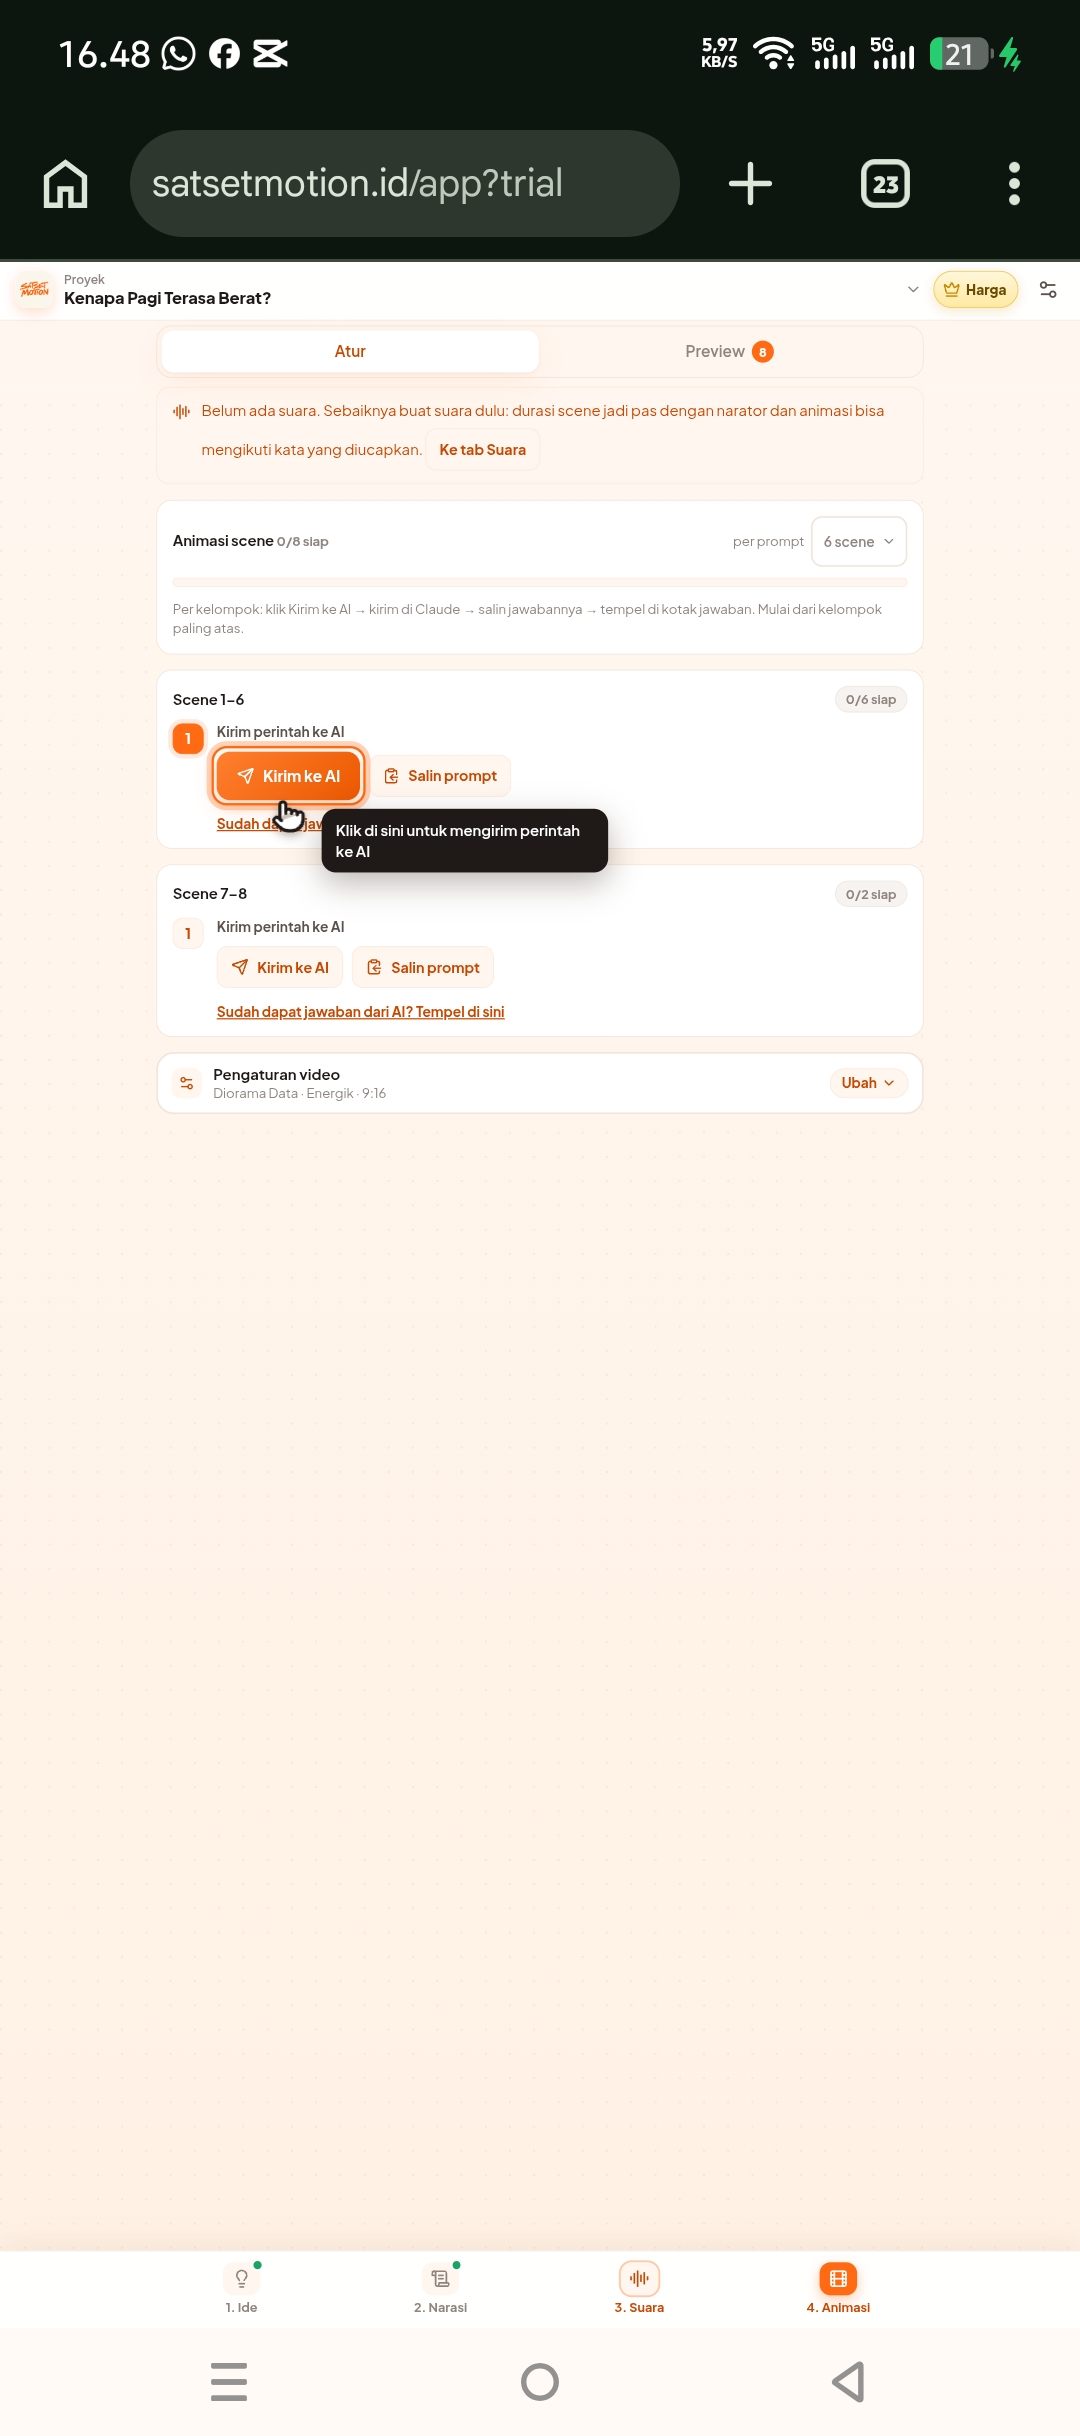 16.48
5,97
KB/S
5G
5G
21
satsetmotion.id/app?trial
23
SATSET
MOTION
Proyek
Kenapa Pagi Terasa Berat?
Harga
Atur
Preview 8
Belum ada suara. Sebaiknya buat suara dulu: durasi scene jadi pas dengan narator dan animasi bisa
mengikuti kata yang diucapkan. Ke tab Suara
Animasi scene 0/8 siap
per prompt 6 scene
Per kelompok: klik Kirim ke AI → kirim di Claude → salin jawabannya → tempel di kotak jawaban. Mulai dari kelompok
paling atas.
Scene 1–6
0/6 siap
1 Kirim perintah ke AI
Kirim ke AI
Salin prompt
Sudah da jaw
Klik di sini untuk mengirim perintah
ke AI
Scene 7–8
0/2 siap
1 Kirim perintah ke AI
Kirim ke AI
Salin prompt
Sudah dapat jawaban dari AI? Tempel di sini
Pengaturan video
Diorama Data · Energik · 9:16
Ubah
1. Ide
2. Narasi
3. Suara
4. Animasi